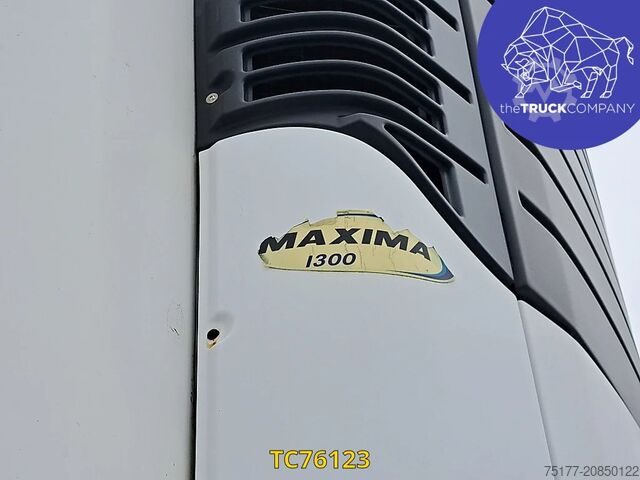 theTRUCKCOMPANY
MAXIMA
1300
TC76123
75177-20850122